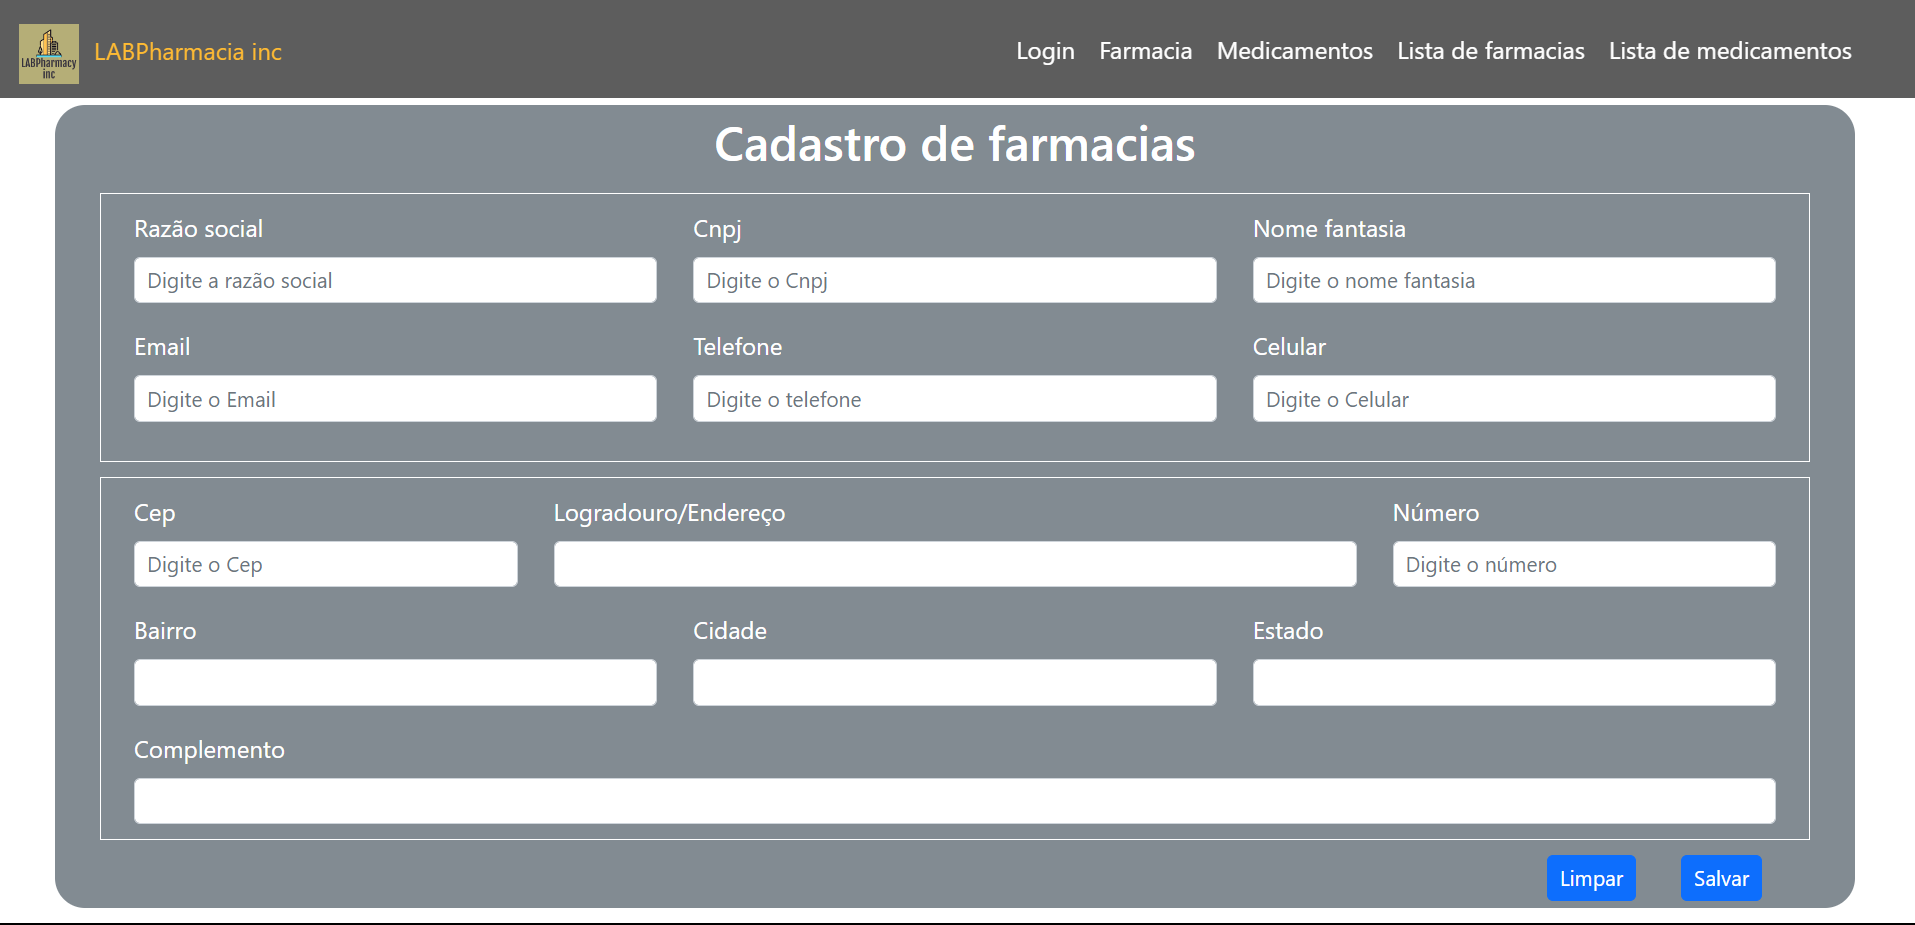 LABPharmacy
inc
LABPharmacia inc
Login Farmacia Medicamentos Lista de farmacias Lista de medicamentos
Cadastro de farmacias
Razão social Cnpj Nome fantasia
Digite a razão social Digite o Cnpj Digite o nome fantasia
Email Telefone Celular
Digite o Email Digite o telefone Digite o Celular
Cep Logradouro/Endereço Número
Digite o Cep Digite o número
Bairro Cidade Estado
Complemento
Limpar Salvar